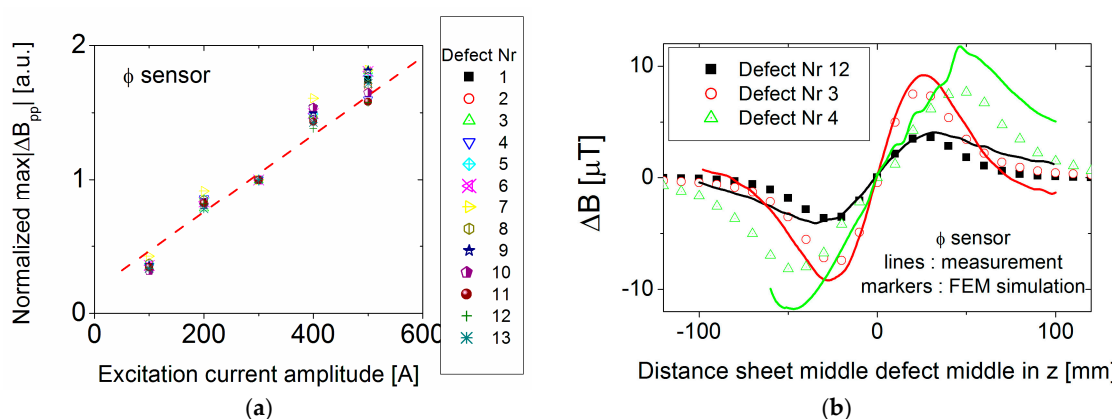 2
1
0
0 200 400 600
Normalized max|ΔB_pp| [a.u.]
Excitation current amplitude [A]
ϕ sensor
Defect Nr
1
2
3
4
5
6
7
8
9
10
11
12
13
(a)
10
0
-10
-100 0 100
ΔB [μT]
Distance sheet middle defect middle in z [mm]
Defect Nr 12
Defect Nr 3
Defect Nr 4
ϕ sensor
lines : measurement
markers : FEM simulation
(b)